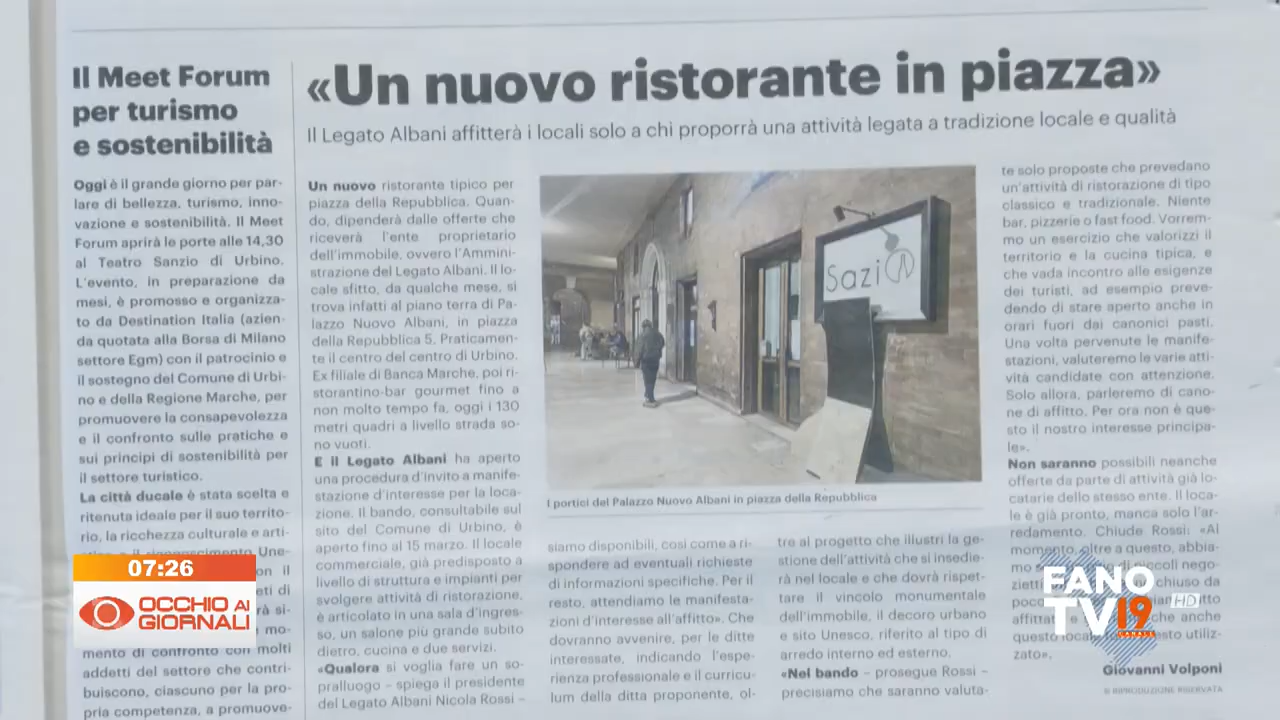 Il Meet Forum
per turismo
e sostenibilità
Oggi è il grande giorno per par-
lare di bellezza, turismo, inno-
vazione e sostenibilità. Il Meet
Forum aprirà le porte alle 14,30
al Teatro Sanzio di Urbino.
L'evento, in preparazione da
mesi, è promosso e organizza-
to da Destination Italia (azien-
da quotata alla Borsa di Milano
settore Egm) con il patrocinio e
il sostegno del Comune di Urbi-
no e della Regione Marche, per
promuovere la consapevolezza
e il confronto sulle pratiche e
sui principi di sostenibilità per
il settore turistico.
La città ducale è stata scelta e
ritenuta ideale per il suo territo-
rio, la ricchezza culturale e arti-
Une-
on il
eti di
rà si-
mo-
mento di confronto con molti
addetti del settore che contri-
buiscono, ciascuno per la pro-
pria competenza, a promuove-
«Un nuovo ristorante in piazza»
Il Legato Albani affitterà i locali solo a chi proporrà una attività legata a tradizione locale e qualità
Un nuovo ristorante tipico per
piazza della Repubblica. Quan-
do, dipenderà dalle offerte che
riceverà l'ente proprietario
dell'immobile, ovvero l'Ammini-
strazione del Legato Albani. Il lo-
cale sfitto, da qualche mese, si
trova infatti al piano terra di Pa-
lazzo Nuovo Albani, in piazza
della Repubblica 5. Praticamen-
te il centro del centro di Urbino.
Ex filiale di Banca Marche, poi ri-
storantino-bar gourmet fino a
non molto tempo fa, oggi i 130
metri quadri a livello strada so-
no vuoti.
E il Legato Albani ha aperto
una procedura d'invito a manife-
stazione d'interesse per la loca-
zione. Il bando, consultabile sul
sito del Comune di Urbino, è
aperto fino al 15 marzo. Il locale
commerciale, già predisposto a
livello di struttura e impianti per
svolgere attività di ristorazione,
è articolato in una sala d'ingres-
so, un salone più grande subito
dietro, cucina e due servizi.
«Qualora si voglia fare un so-
pralluogo – spiega il presidente
del Legato Albani Nicola Rossi –
Sazi
I portici del Palazzo Nuovo Albani in piazza della Repubblica
siamo disponibili, così come a ri-
spondere ad eventuali richieste
di informazioni specifiche. Per il
resto, attendiamo le manifesta-
zioni d'interesse all'affitto». Che
dovranno avvenire, per le ditte
interessate, indicando l'espe-
rienza professionale e il curricu-
lum della ditta proponente, ol-
tre al progetto che illustri la ge-
stione dell'attività che si insedie-
rà nel locale e che dovrà rispet-
tare il vincolo monumentale
dell'immobile, il decoro urbano
e sito Unesco, riferito al tipo di
arredo interno ed esterno.
«Nel bando – prosegue Rossi –
precisiamo che saranno valuta-
te solo proposte che prevedano
un'attività di ristorazione di tipo
classico e tradizionale. Niente
bar, pizzerie o fast food. Vorrem-
mo un esercizio che valorizzi il
territorio e la cucina tipica, e
che vada incontro alle esigenze
dei turisti, ad esempio preve-
dendo di stare aperto anche in
orari fuori dai canonici pasti.
Una volta pervenute le manife-
stazioni, valuteremo le varie atti-
vità candidate con attenzione.
Solo allora, parleremo di cano-
ne di affitto. Per ora non è que-
sto il nostro interesse principa-
le».
Non saranno possibili neanche
offerte da parte di attività già lo-
catarie dello stesso ente. Il loca-
le è già pronto, manca solo l'ar-
redamento. Chiude Rossi: «Al
momento, oltre a questo, abbia-
mo piccoli nego-
zietti chiuso da
poco
affittar anche
questo utiliz-
zato».
Giovanni Volponi
© RIPRODUZIONE RISERVATA
07:26
OCCHIO AI
GIORNALI
FANO
TV 19 HD
CANALE